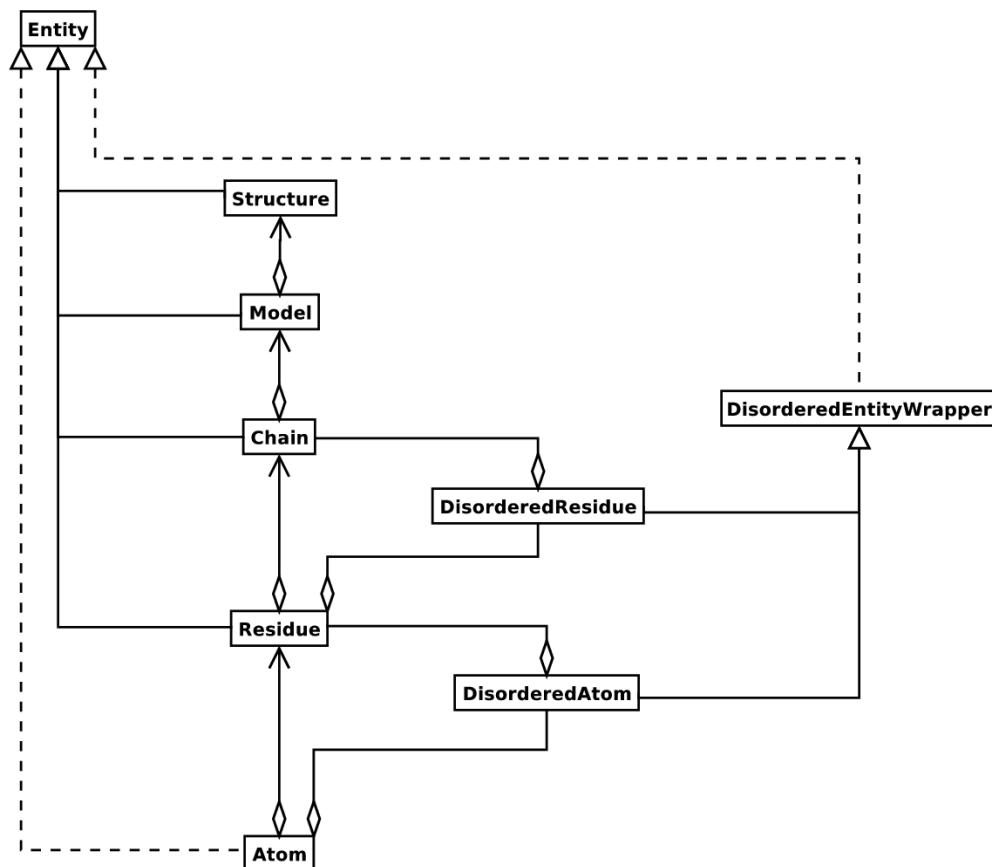 Entity
Structure
Model
Chain
DisorderedEntityWrapper
DisorderedResidue
Residue
DisorderedAtom
Atom